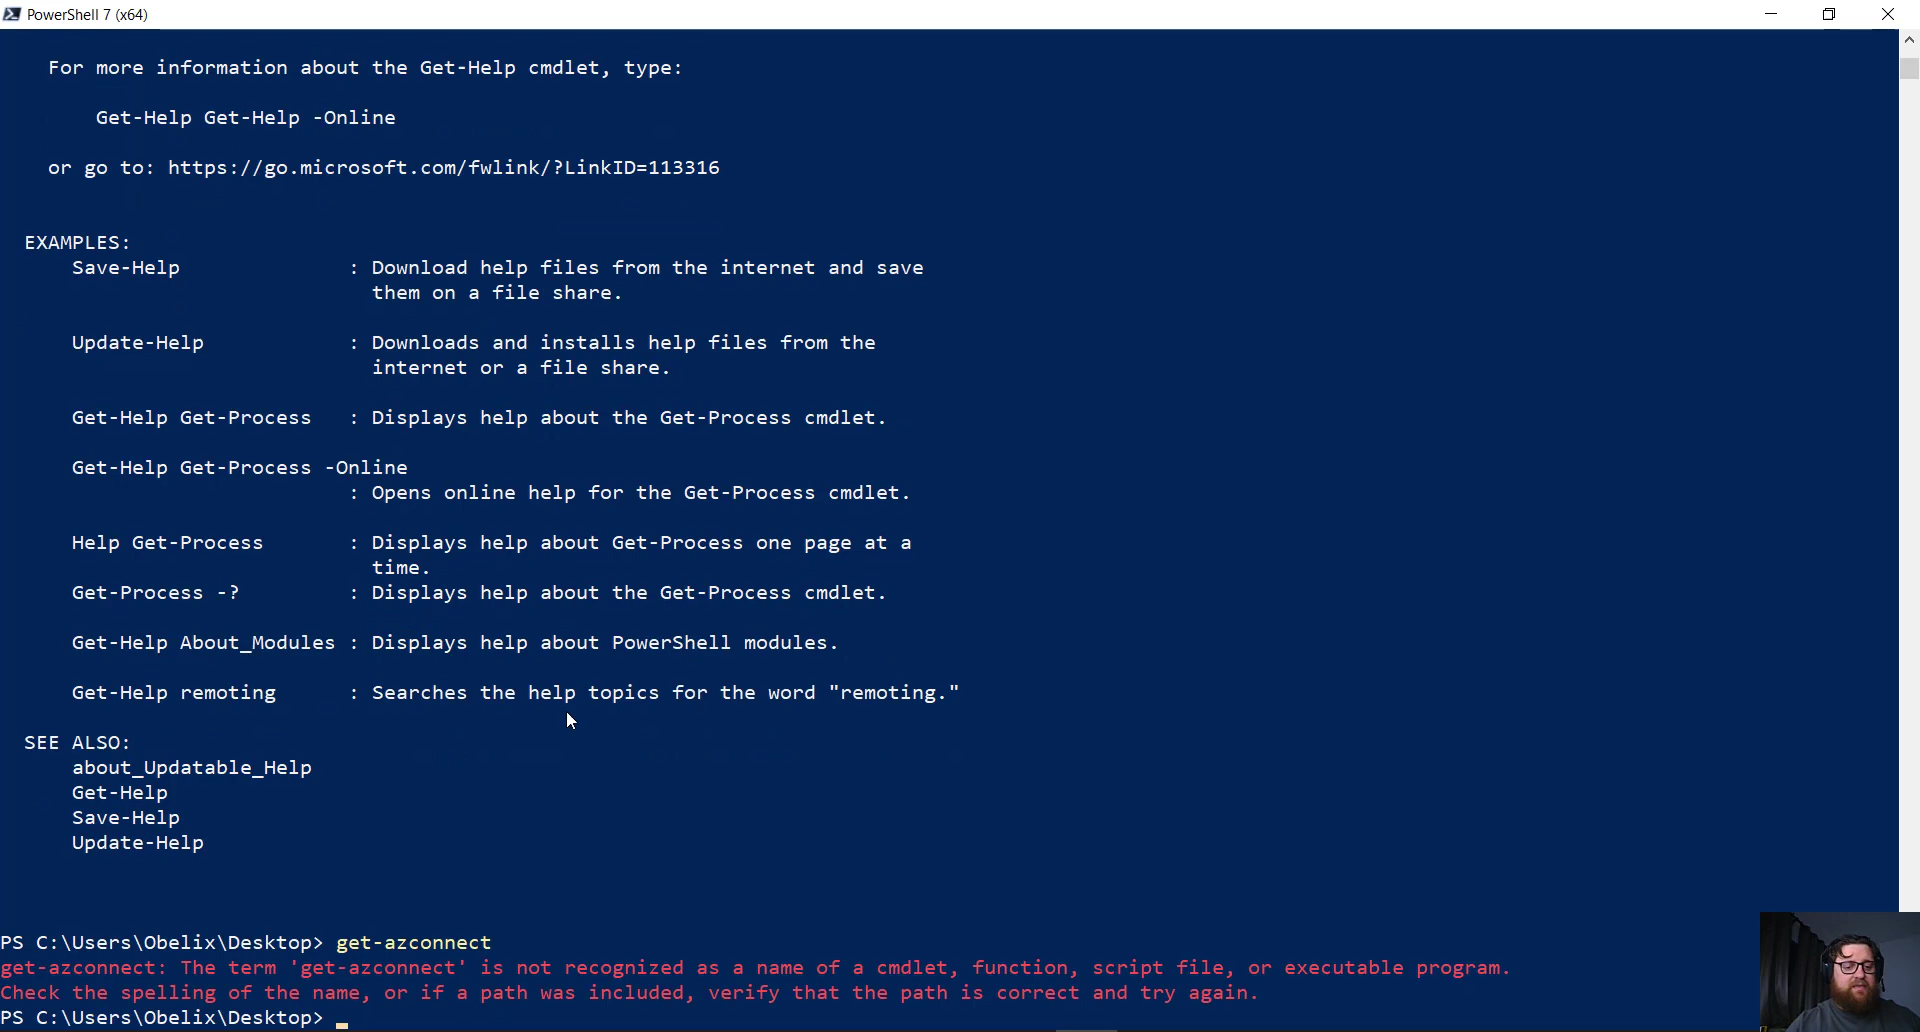 PowerShell 7 (x64)
For more information about the Get-Help cmdlet, type:
Get-Help Get-Help -Online
or go to: https://go.microsoft.com/fwlink/?LinkID=113316
EXAMPLES:
Save-Help : Download help files from the internet and save
them on a file share.
Update-Help : Downloads and installs help files from the
internet or a file share.
Get-Help Get-Process : Displays help about the Get-Process cmdlet.
Get-Help Get-Process -Online
: Opens online help for the Get-Process cmdlet.
Help Get-Process : Displays help about Get-Process one page at a
time.
Get-Process -? : Displays help about the Get-Process cmdlet.
Get-Help About_Modules : Displays help about PowerShell modules.
Get-Help remoting : Searches the help topics for the word "remoting."
SEE ALSO:
about_Updatable_Help
Get-Help
Save-Help
Update-Help
PS C:\Users\Obelix\Desktop> get-azconnect
get-azconnect: The term 'get-azconnect' is not recognized as a name of a cmdlet, function, script file, or executable program.
Check the spelling of the name, or if a path was included, verify that the path is correct and try again.
PS C:\Users\Obelix\Desktop>